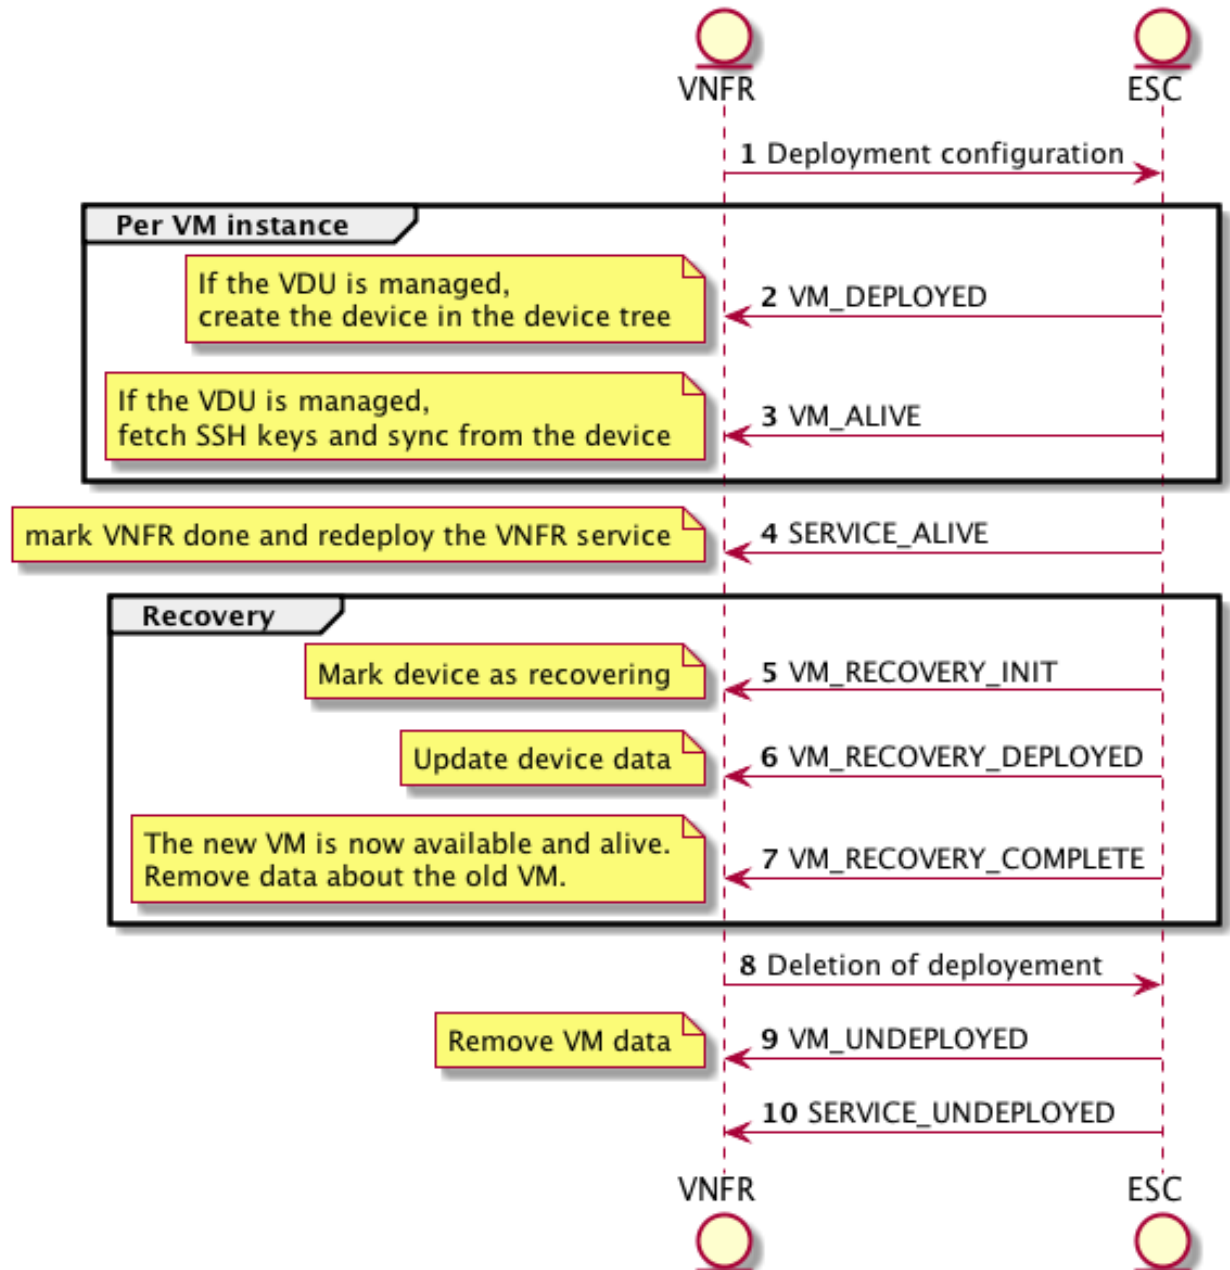 VNFR
ESC
1 Deployment configuration
Per VM instance
If the VDU is managed,
create the device in the device tree
2 VM_DEPLOYED
If the VDU is managed,
fetch SSH keys and sync from the device
3 VM_ALIVE
mark VNFR done and redeploy the VNFR service
4 SERVICE_ALIVE
Recovery
Mark device as recovering
5 VM_RECOVERY_INIT
Update device data
6 VM_RECOVERY_DEPLOYED
The new VM is now available and alive.
Remove data about the old VM.
7 VM_RECOVERY_COMPLETE
8 Deletion of deployement
Remove VM data
9 VM_UNDEPLOYED
10 SERVICE_UNDEPLOYED
VNFR
ESC